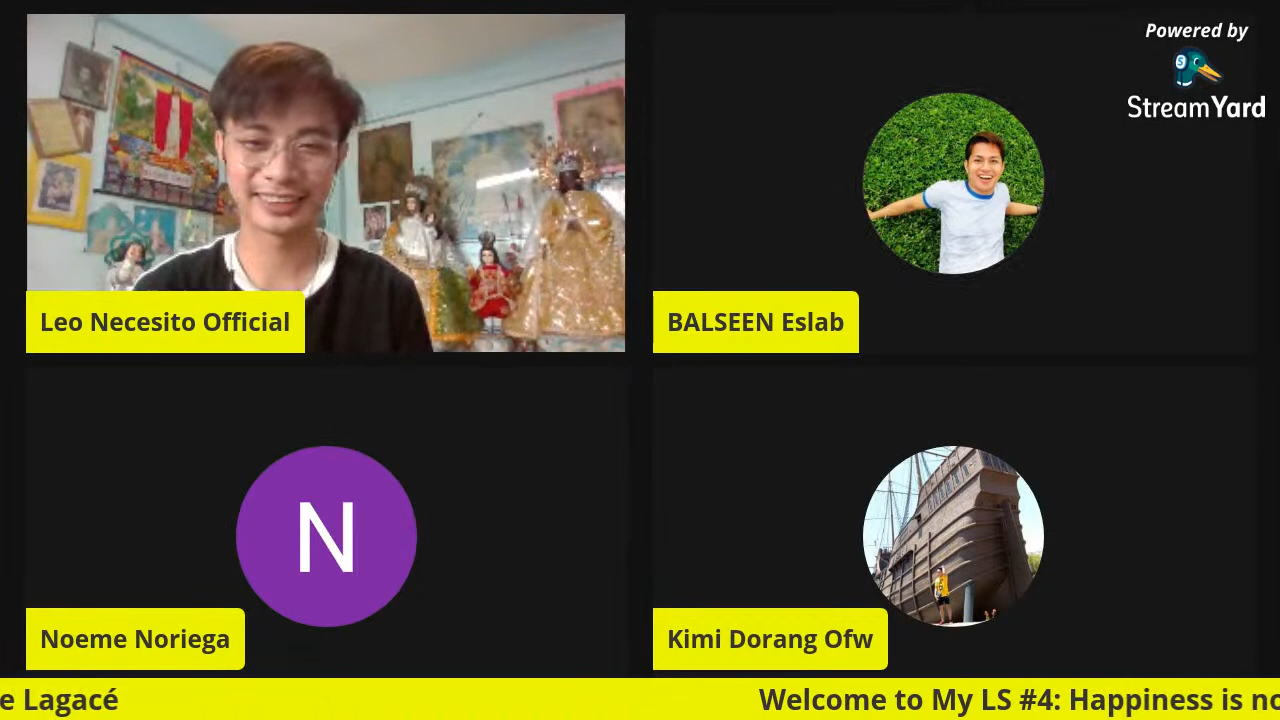 Powered by
S
StreamYard
Leo Necesito Official
BALSEEN Eslab
N
Noeme Noriega
Kimi Dorang Ofw
e Lagacé
Welcome to My LS #4: Happiness is no